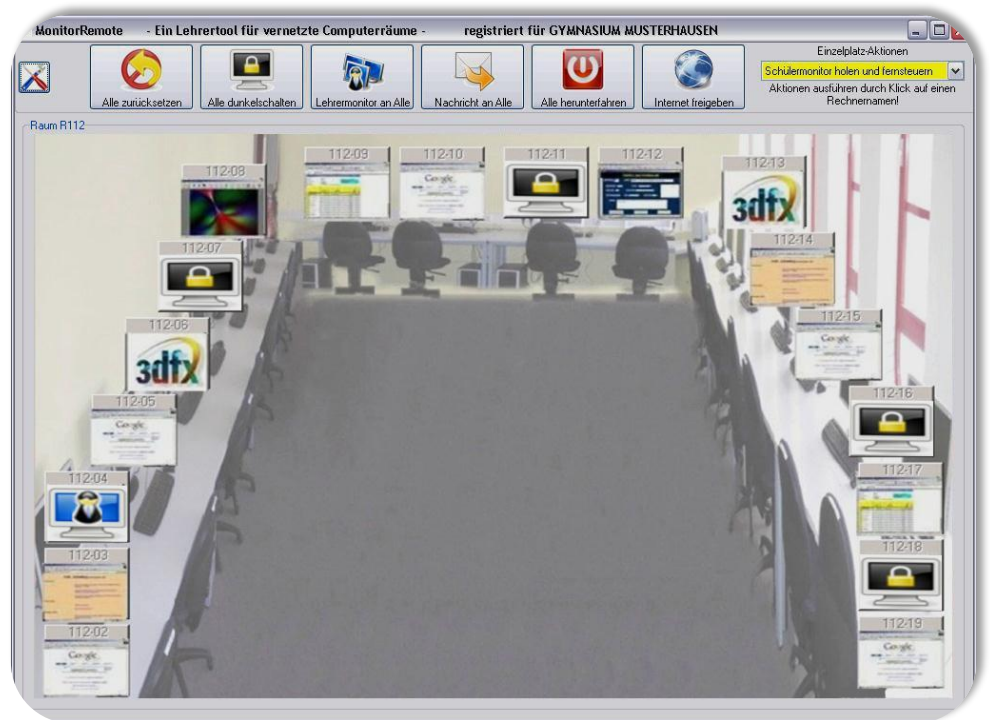 MonitorRemote - Ein Lehrertool für vernetzte Computerräume - registriert für GYMNASIUM MUSTERHAUSEN
Einzelplatz-Aktionen
Schülermonitor holen und fernsteuern
Aktionen ausführen durch Klick auf einen
Rechnernamen!
Alle zurücksetzen
Alle dunkelschalten
Lehrermonitor an Alle
Nachricht an Alle
Alle herunterfahren
Internet freigeben
Raum R112
112-08
112-09
112-10
Google
112-11
112-12
112-13
3dfx
112-07
112-14
112-06
3dfx
112-15
Google
112-05
Google
112-16
112-04
112-17
112-03
112-18
112-02
Google
112-19
Google